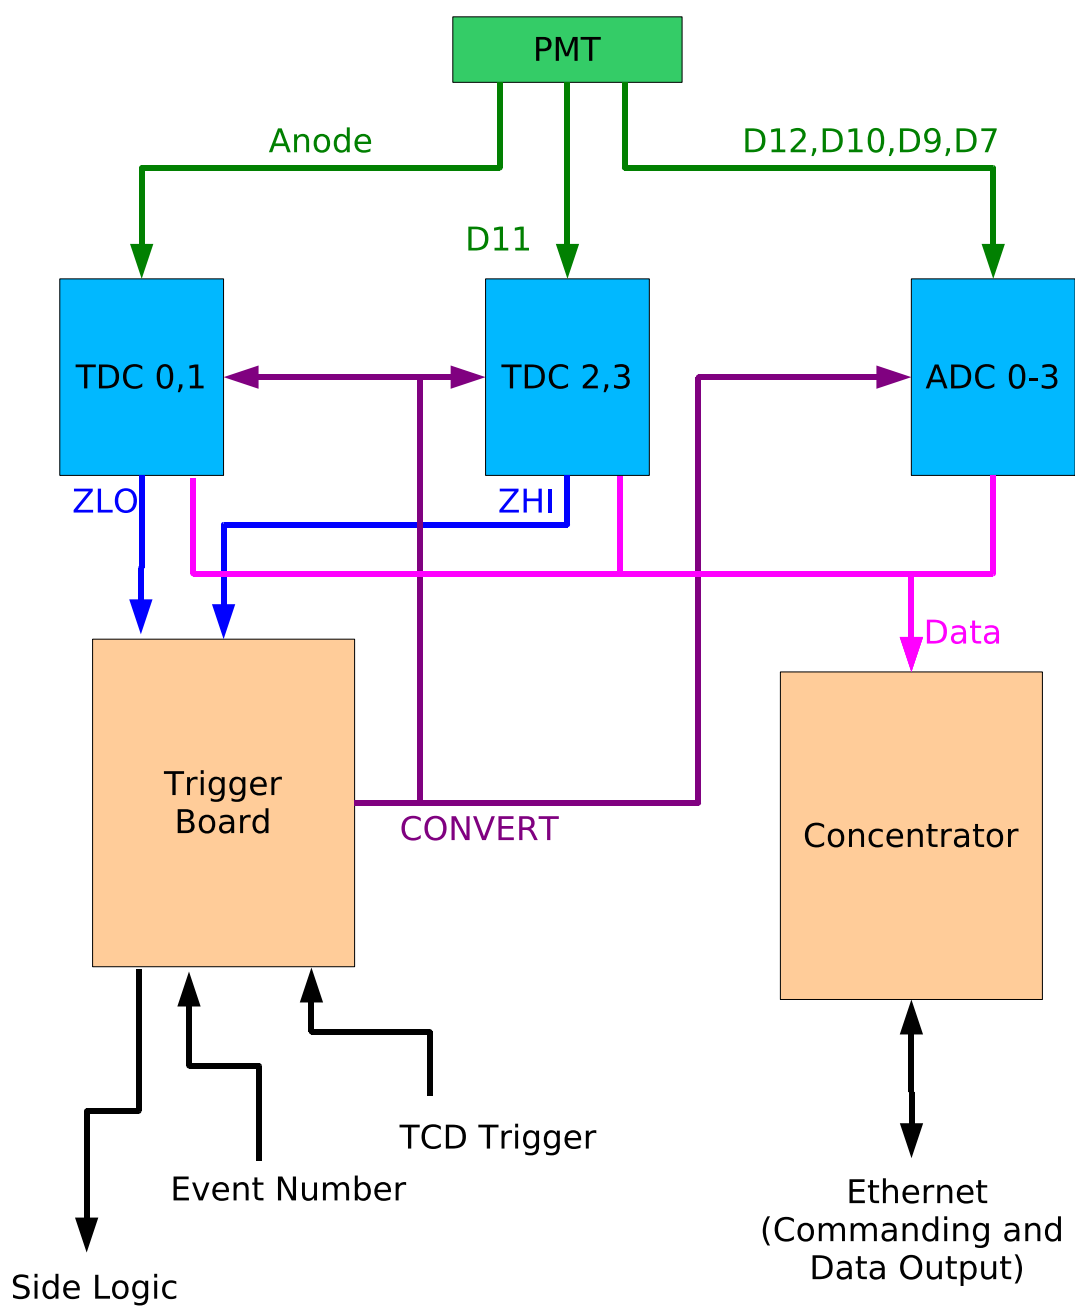 PMT
Anode
D12,D10,D9,D7
D11
TDC 0,1
TDC 2,3
ADC 0-3
ZLO
ZHI
Data
Trigger
Board
CONVERT
Concentrator
TCD Trigger
Event Number
Ethernet
(Commanding and
Data Output)
Side Logic